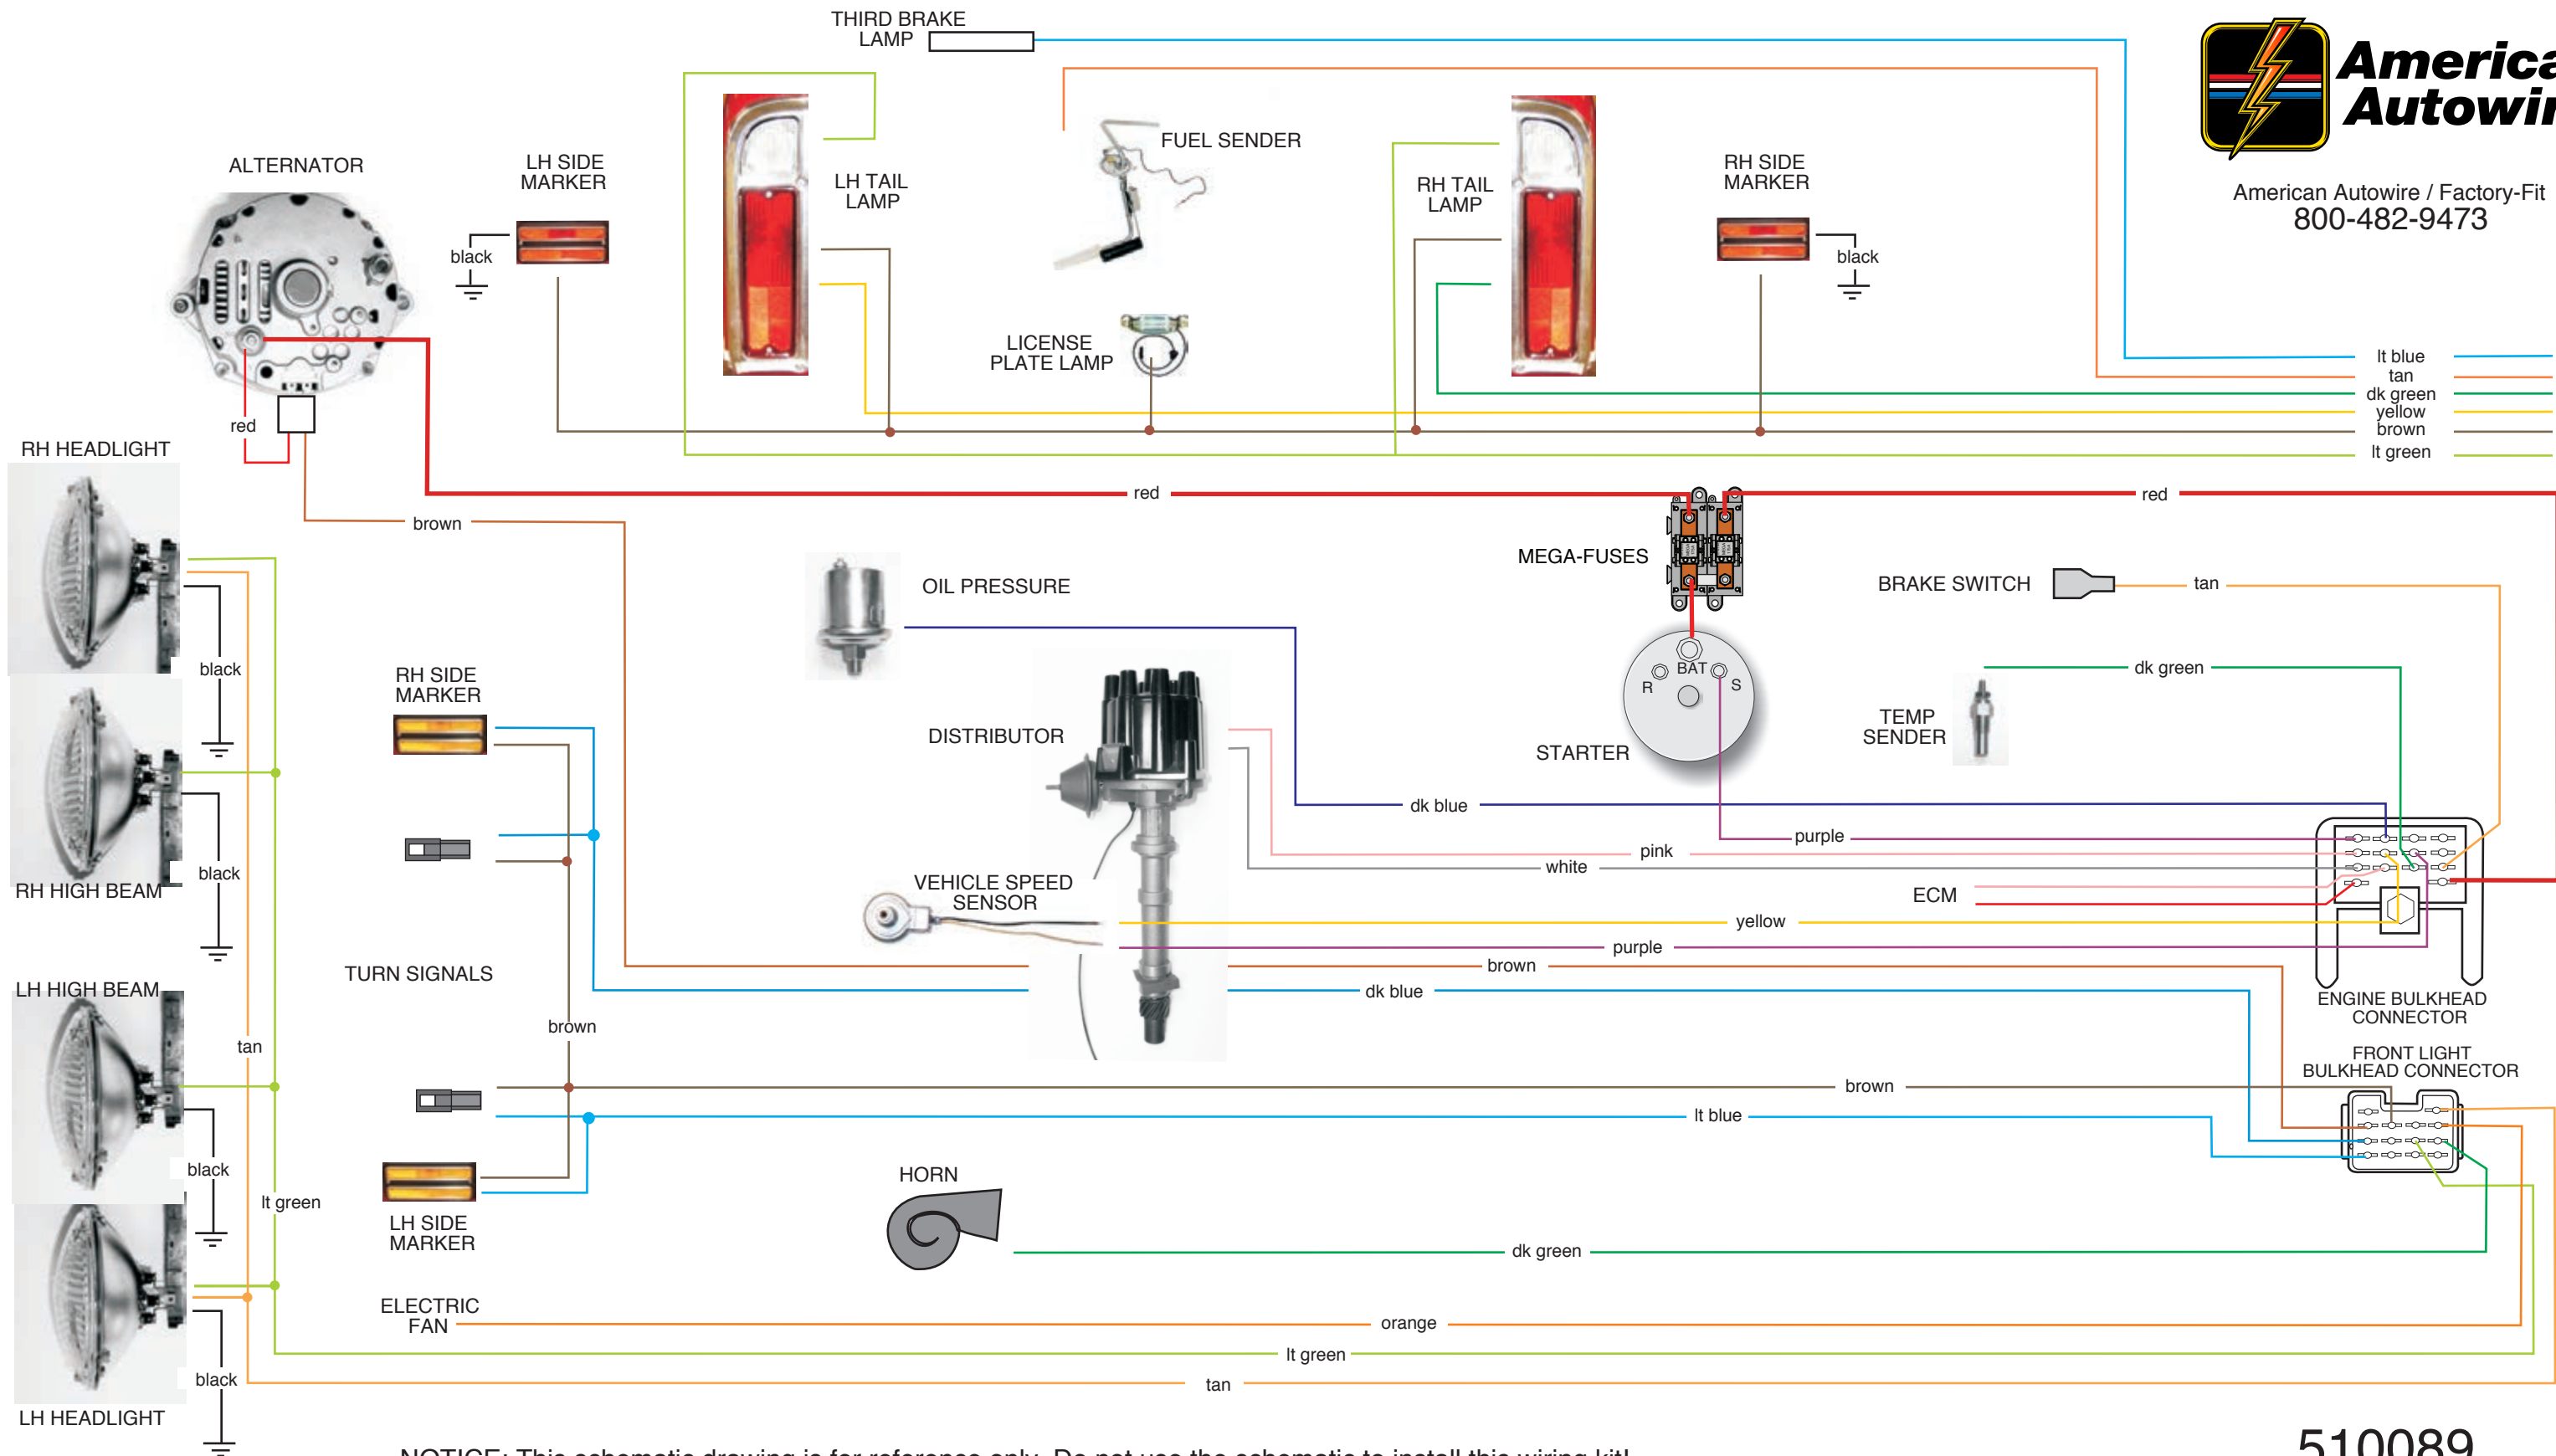 THIRD BRAKE
LAMP
America
Autowir
American Autowire / Factory-Fit
800-482-9473
ALTERNATOR
LH SIDE
MARKER
black
LH TAIL
LAMP
FUEL SENDER
LICENSE
PLATE LAMP
RH TAIL
LAMP
RH SIDE
MARKER
black
lt blue
tan
dk green
yellow
brown
lt green
red
RH HEADLIGHT
red
red
brown
MEGA-FUSES
OIL PRESSURE
BRAKE SWITCH
tan
black
RH SIDE
MARKER
BAT
R
S
dk green
DISTRIBUTOR
STARTER
TEMP
SENDER
dk blue
purple
pink
white
black
RH HIGH BEAM
VEHICLE SPEED
SENSOR
ECM
yellow
purple
brown
TURN SIGNALS
LH HIGH BEAM
dk blue
ENGINE BULKHEAD
CONNECTOR
brown
tan
FRONT LIGHT
BULKHEAD CONNECTOR
brown
lt blue
black
HORN
lt green
LH SIDE
MARKER
dk green
ELECTRIC
FAN
orange
lt green
black
tan
LH HEADLIGHT
510089
NOTICE: This schematic drawing is for reference only. Do not use the schematic to install this wiring kit!